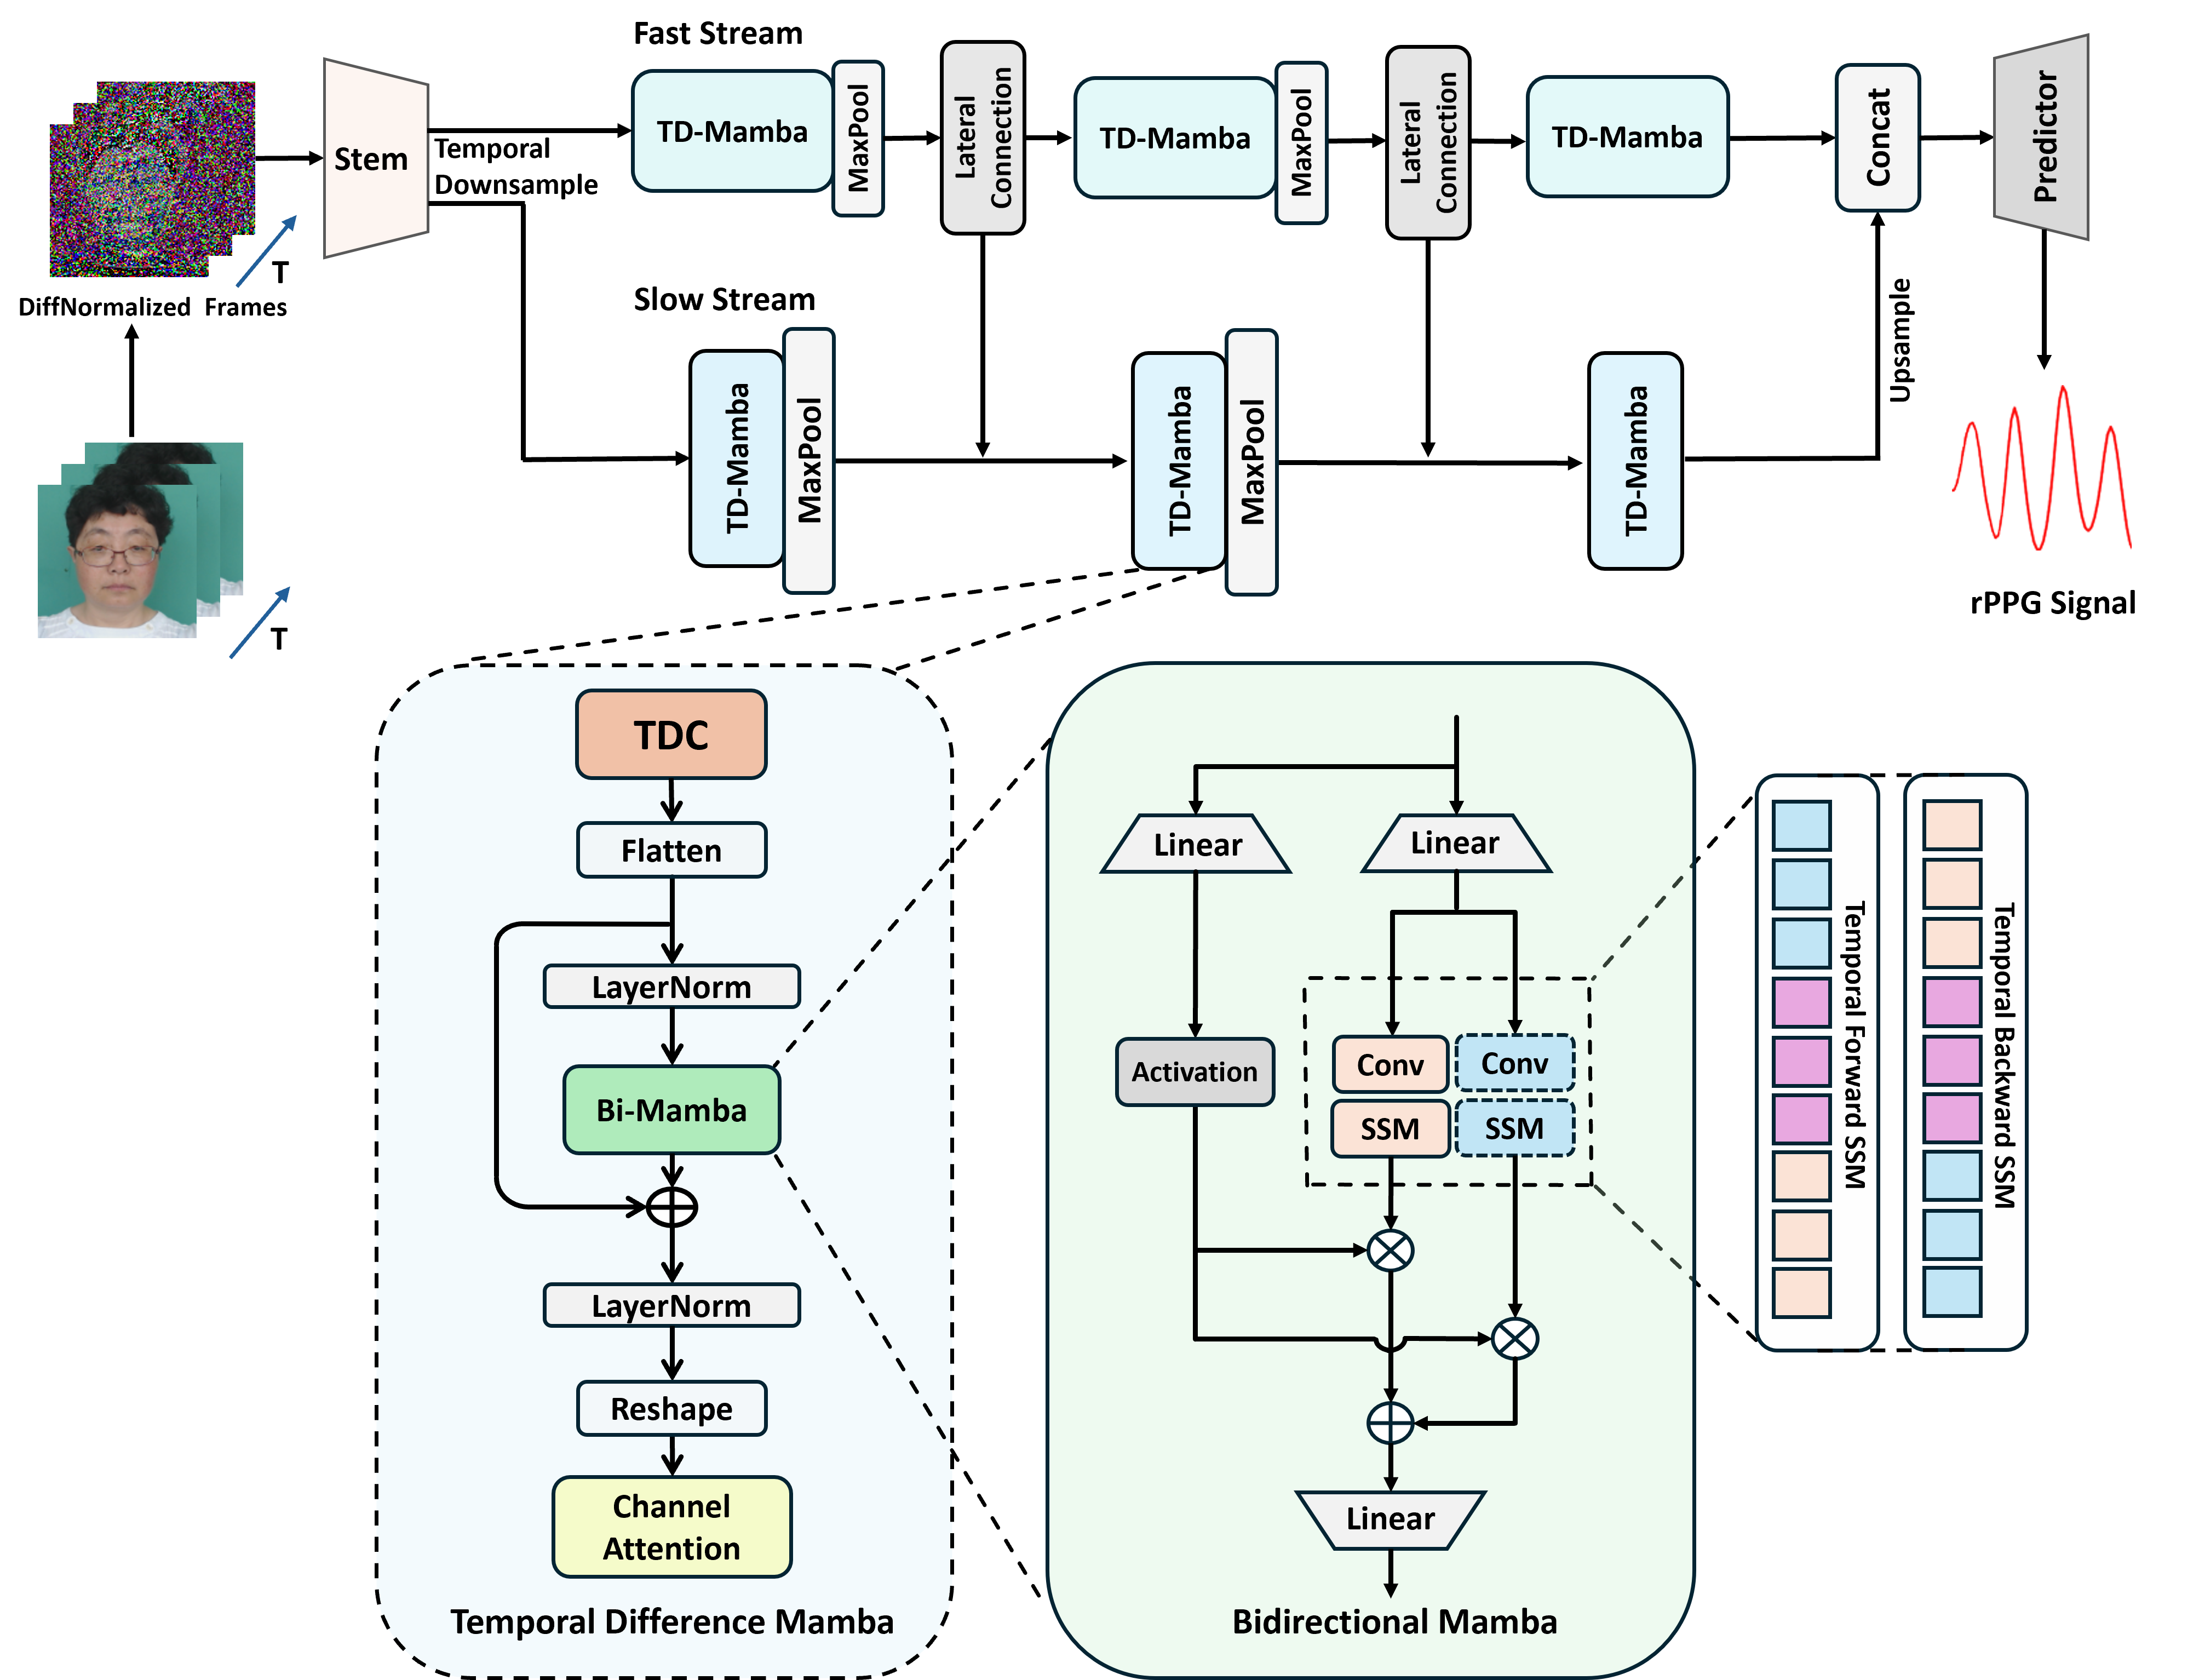 Fast Stream
TD-Mamba
MaxPool
Lateral
Connection
TD-Mamba
MaxPool
Lateral
Connection
TD-Mamba
Concat
Predictor
Stem
Temporal
Downsample
T
DiffNormalized Frames
Slow Stream
TD-Mamba
MaxPool
TD-Mamba
MaxPool
TD-Mamba
Upsample
rPPG Signal
T
TDC
Flatten
LayerNorm
Bi-Mamba
LayerNorm
Reshape
Channel
Attention
Temporal Difference Mamba
Linear
Linear
Activation
Conv
Conv
SSM
SSM
Linear
Bidirectional Mamba
Temporal Forward SSM
Temporal Backward SSM